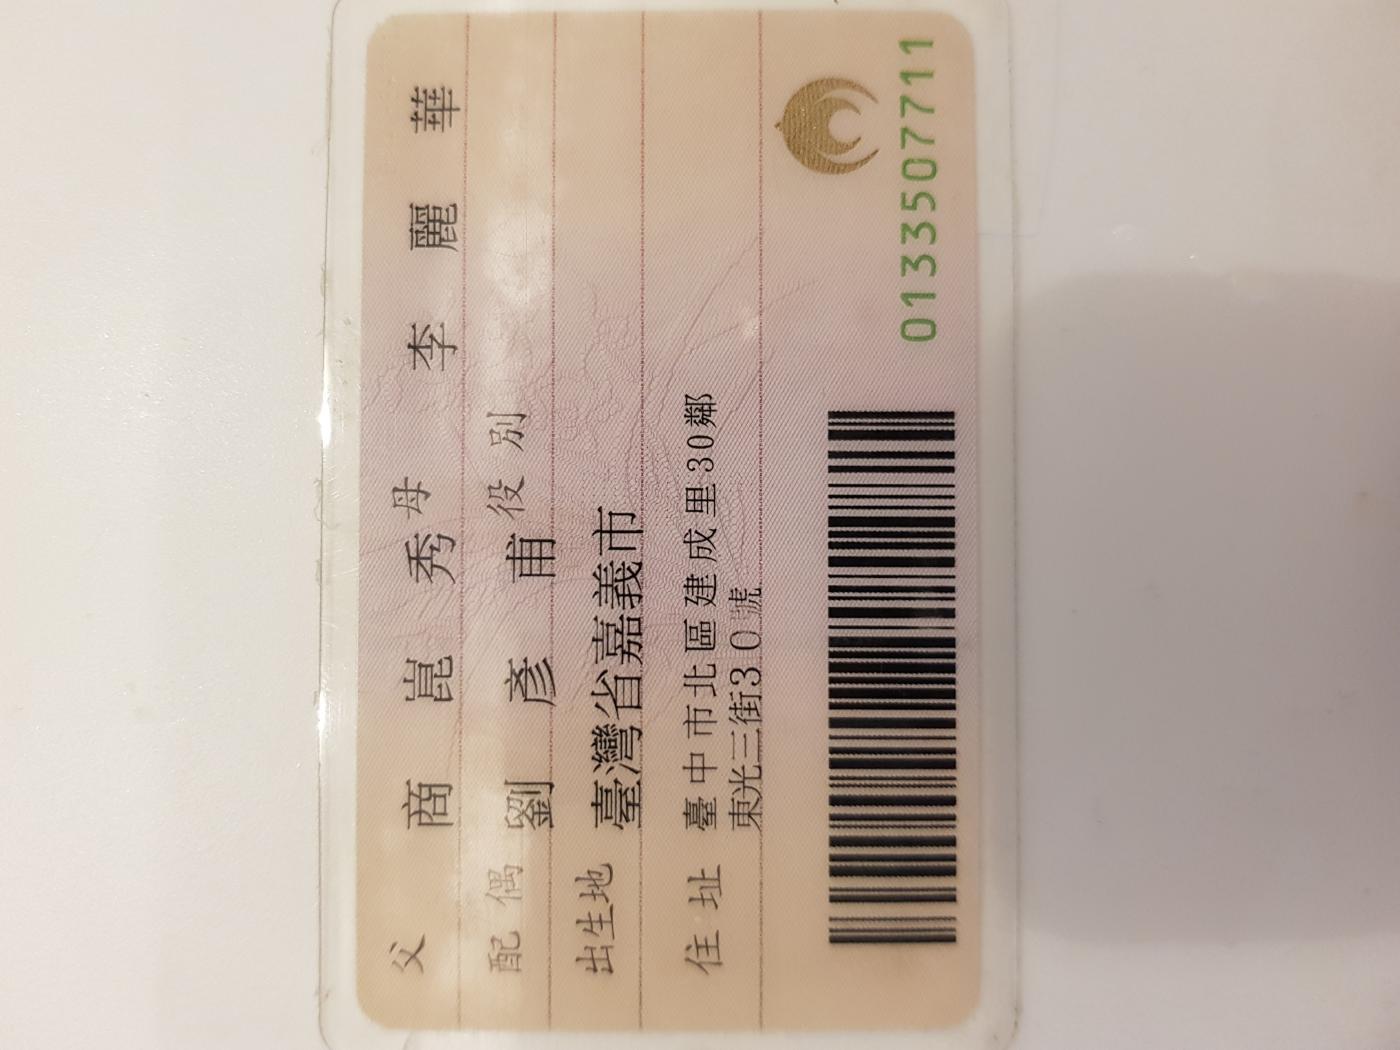 父 商崑秀 母 李麗華
配偶 劉彥甫 役別
出生地 臺灣省嘉義市
住址 臺中市北區建成里30鄰
東光三街30號
0133507711